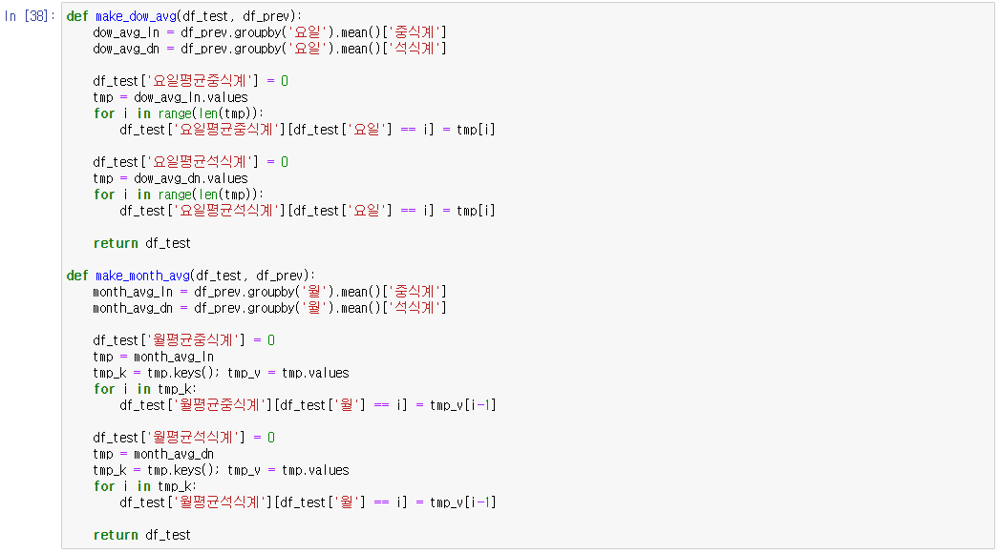 In [38]:
def make_dow_avg(df_test, df_prev):
    dow_avg_ln = df_prev.groupby('요일').mean()['중식계']
    dow_avg_dn = df_prev.groupby('요일').mean()['석식계']
    df_test['요일평균중식계'] = 0
    tmp = dow_avg_ln.values
    for i in range(len(tmp)):
        df_test['요일평균중식계'][df_test['요일'] == i] = tmp[i]
    df_test['요일평균석식계'] = 0
    tmp = dow_avg_dn.values
    for i in range(len(tmp)):
        df_test['요일평균석식계'][df_test['요일'] == i] = tmp[i]
    return df_test
def make_month_avg(df_test, df_prev):
    month_avg_ln = df_prev.groupby('월').mean()['중식계']
    month_avg_dn = df_prev.groupby('월').mean()['석식계']
    df_test['월평균중식계'] = 0
    tmp = month_avg_ln
    tmp_k = tmp.keys(); tmp_v = tmp.values
    for i in tmp_k:
        df_test['월평균중식계'][df_test['월'] == i] = tmp_v[i-1]
    df_test['월평균석식계'] = 0
    tmp = month_avg_dn
    tmp_k = tmp.keys(); tmp_v = tmp.values
    for i in tmp_k:
        df_test['월평균석식계'][df_test['월'] == i] = tmp_v[i-1]
    return df_test